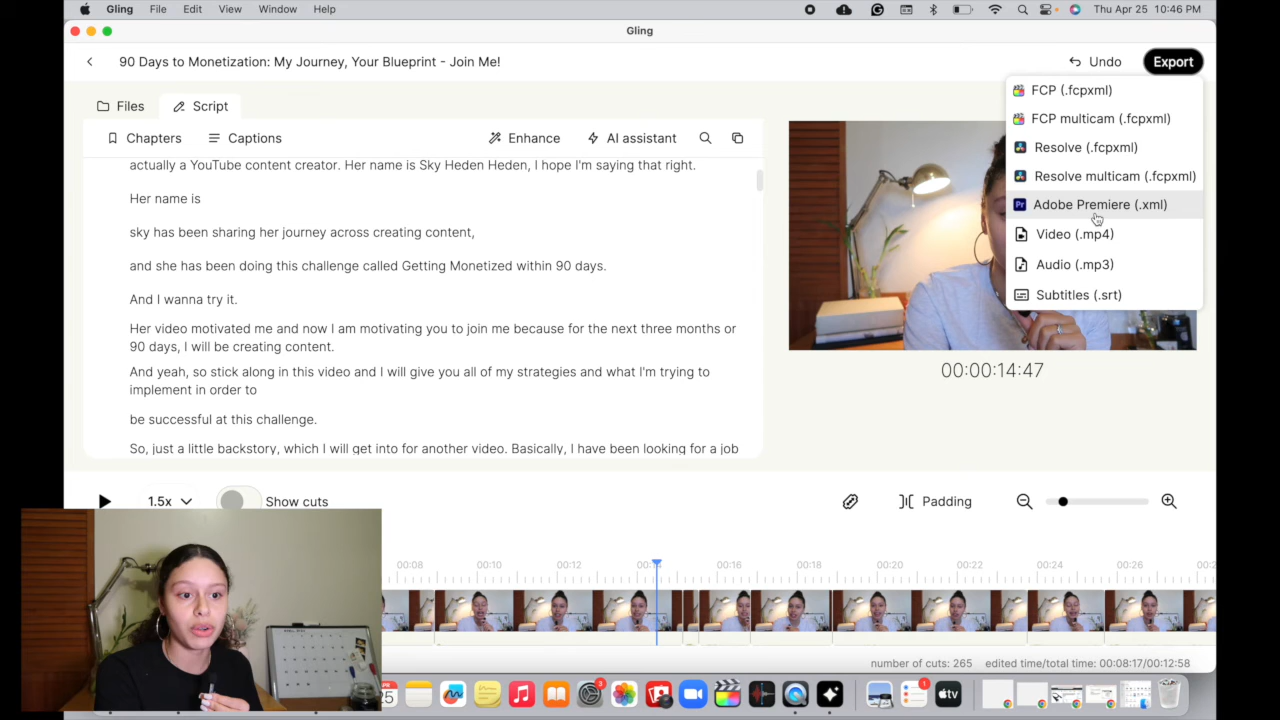 Gling File Edit View Window Help Thu Apr 25 10:46 PM
Gling
90 Days to Monetization: My Journey, Your Blueprint - Join Me! Undo Export
Files Script
Chapters Captions Enhance AI assistant
actually a YouTube content creator. Her name is Sky Heden Heden, I hope I'm saying that right.
Her name is
sky has been sharing her journey across creating content,
and she has been doing this challenge called Getting Monetized within 90 days.
And I wanna try it.
Her video motivated me and now I am motivating you to join me because for the next three months or
90 days, I will be creating content.
And yeah, so stick along in this video and I will give you all of my strategies and what I'm trying to
implement in order to
be successful at this challenge.
So, just a little backstory, which I will get into for another video. Basically, I have been looking for a job
FCP (.fcpxml)
FCP multicam (.fcpxml)
Resolve (.fcpxml)
Resolve multicam (.fcpxml)
Pr Adobe Premiere (.xml)
Video (.mp4)
Audio (.mp3)
Subtitles (.srt)
00:00:14:47
1.5x Show cuts Padding
00:08 00:10 00:12 00:14 00:16 00:18 00:20 00:22 00:24 00:26
number of cuts: 265 edited time/total time: 00:08:17/00:12:58
25 3 1 tv